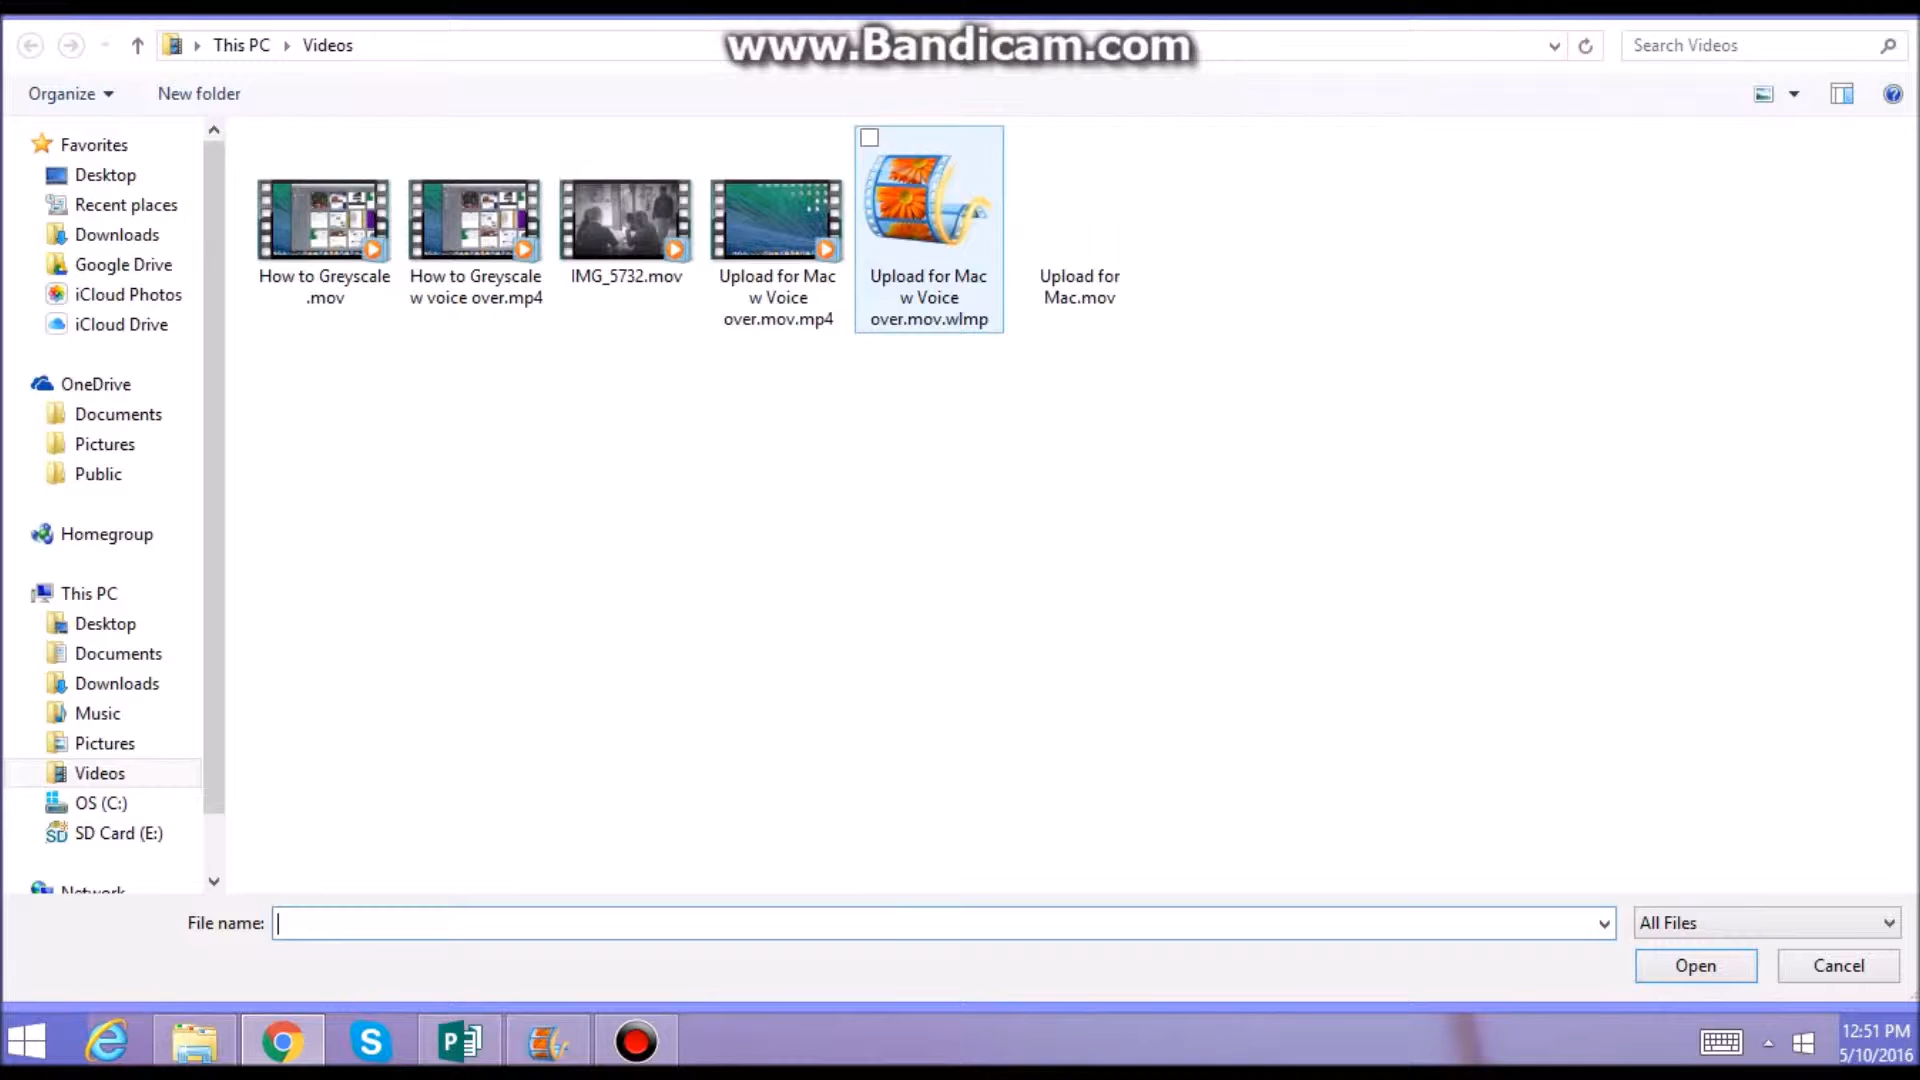 This PC
Videos
www.Bandicam.com
Search Videos
Organize
New folder
Favorites
Desktop
Recent places
Downloads
Google Drive
iCloud Photos
iCloud Drive
OneDrive
Documents
Pictures
Public
Homegroup
This PC
Desktop
Documents
Downloads
Music
Pictures
Videos
OS (C:)
SD Card (E:)
Network
How to Greyscale
.mov
How to Greyscale
w voice over.mp4
IMG_5732.mov
Upload for Mac
w Voice
over.mov.mp4
Upload for Mac
w Voice
over.mov.wlmp
Upload for
Mac.mov
File name:
All Files
Open
Cancel
12:51 PM
5/10/2016